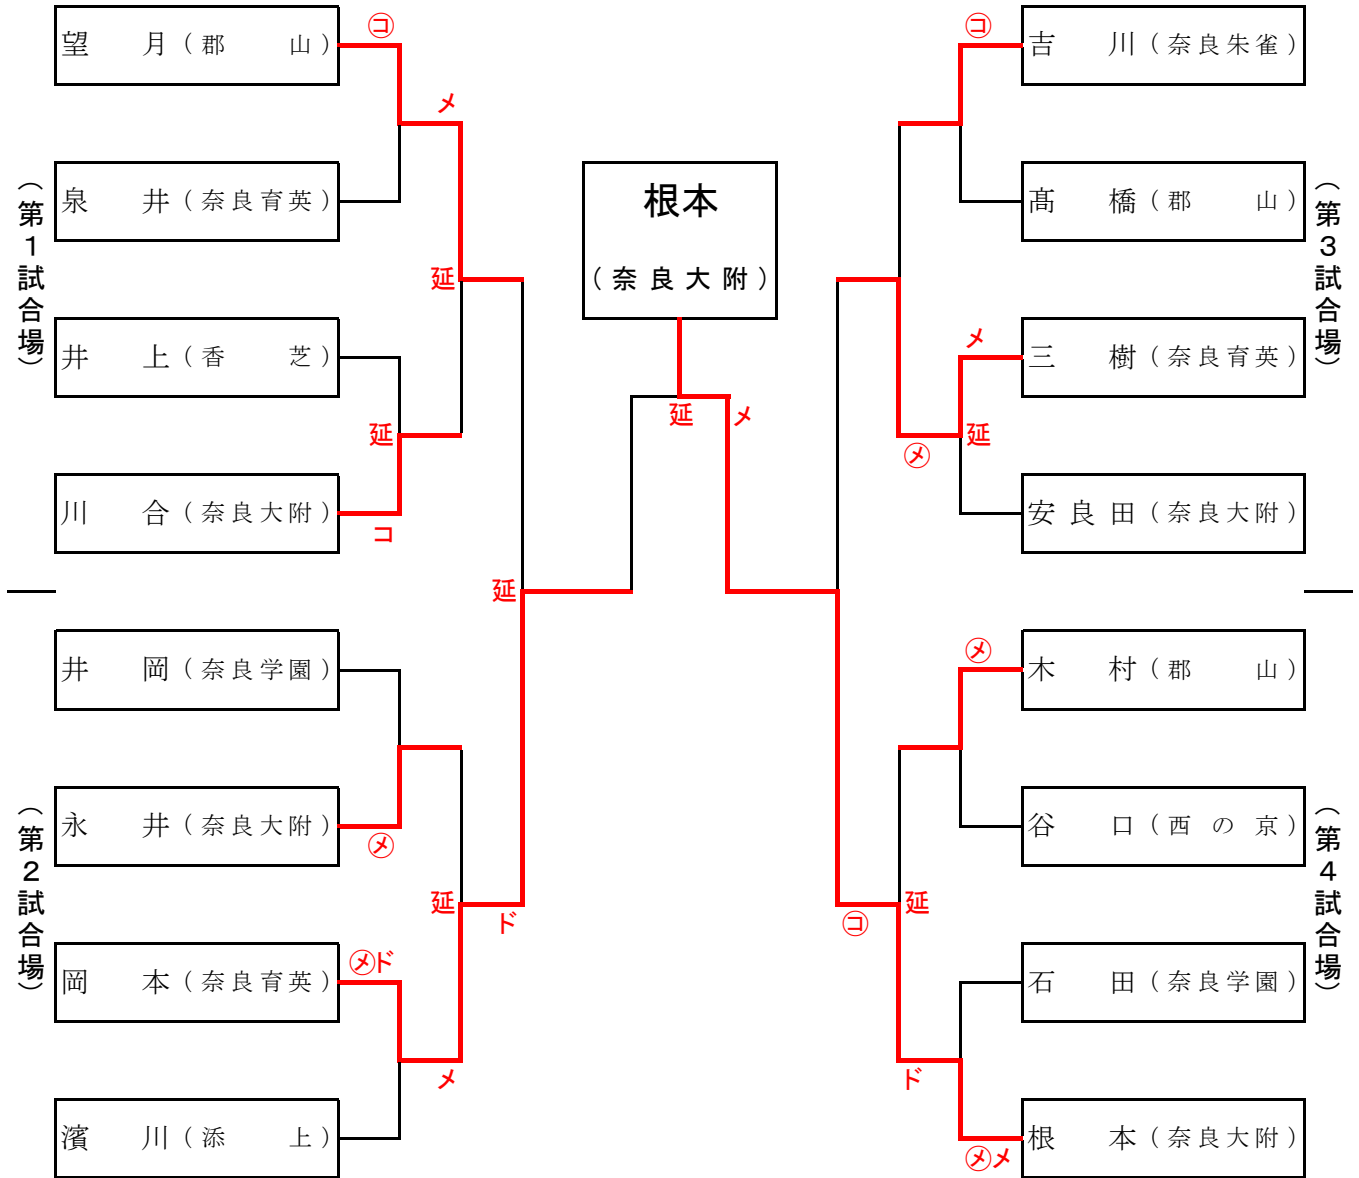 望月（郡山）
㋙
メ
泉井（奈良育英）
（第１試合場）
延
井上（香芝）
延
川合（奈良大附）
コ
延
井岡（奈良学園）
永井（奈良大附）
㋱
（第２試合場）
延
ド
岡本（奈良育英）
㋱ド
メ
濱川（添上）
根本
（奈良大附）
延
メ
㋙
吉川（奈良朱雀）
髙橋（郡山）
（第３試合場）
メ
三樹（奈良育英）
延
㋱
安良田（奈良大附）
㋱
木村（郡山）
谷口（西の京）
（第４試合場）
延
㋙
石田（奈良学園）
ド
根本（奈良大附）
㋱メ